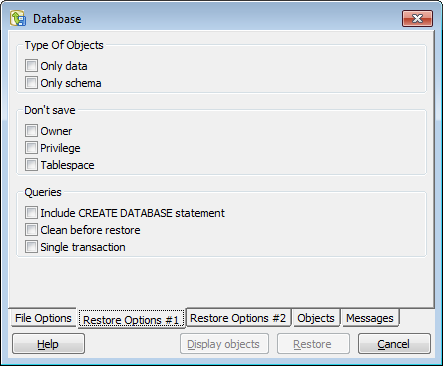 Database
Type Of Objects
Only data
Only schema
Don't save
Owner
Privilege
Tablespace
Queries
Include CREATE DATABASE statement
Clean before restore
Single transaction
File Options Restore Options #1 Restore Options #2 Objects Messages
Help Display objects Restore Cancel